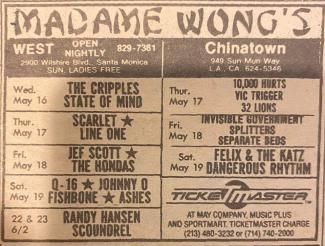 MADAME WONG'S
WEST OPEN NIGHTLY 829-7361
2900 Wilshire Blvd., Santa Monica
SUN. LADIES FREE
Wed. May 16 THE CRIPPLES
STATE OF MIND
Thur. May 17 SCARLET ★
LINE ONE
Fri. May 18 JEF SCOTT ★
THE HONDAS
Sat. May 19 Q-16 ★ JOHNNY O
FISHBONE ★ ASHES
22 & 23 6/2 RANDY HANSEN
SCOUNDREL
Chinatown
949 Sun Mun Way
L.A., CA 624-5346
Thur. May 17 10,000 HURTS
VIC TRIGGER
32 LIONS
Fri. May 18 INVISIBLE GOVERNMENT
SPLITTERS
SEPARATE BEDS
Sat. May 19 FELIX & THE KATZ
DANGEROUS RHYTHM
TICKETMASTER
AT MAY COMPANY, MUSIC PLUS
AND SPORTMART. TICKETMASTER CHARGE
(213) 480-3232 or (714) 740-2000